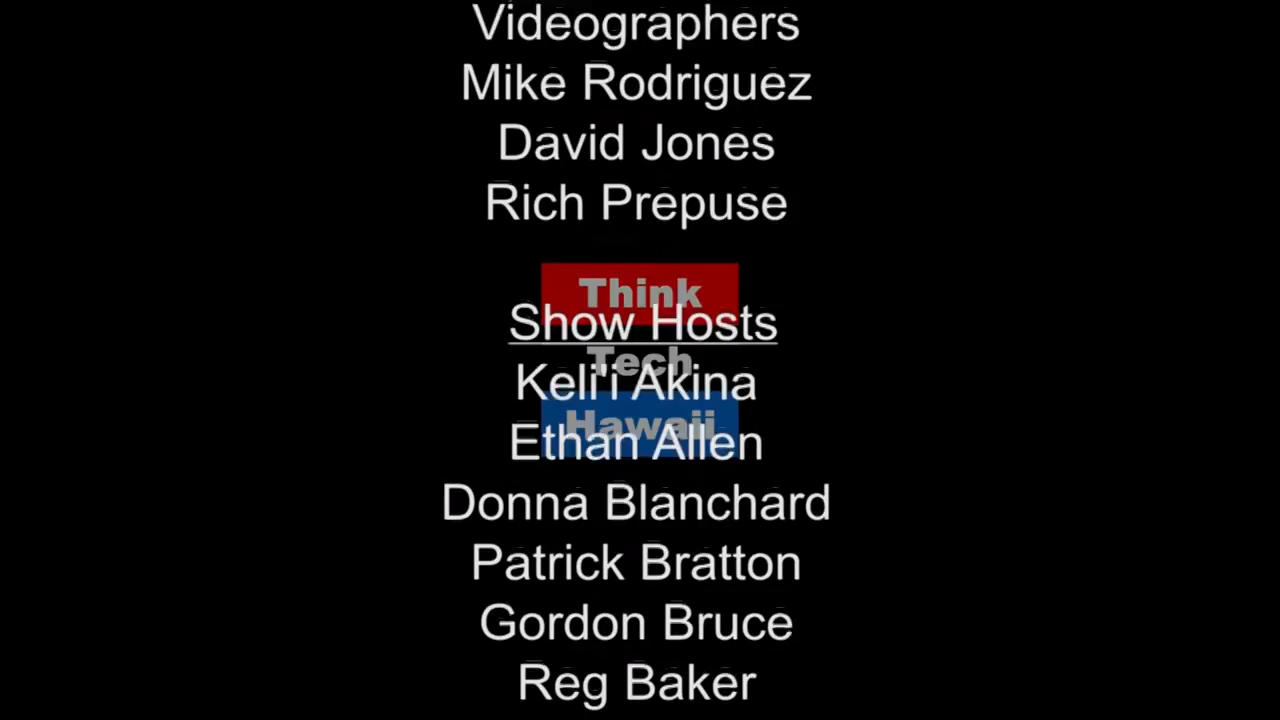 Videographers
Mike Rodriguez
David Jones
Rich Prepuse
Think
Show Hosts
Tech
Keli'i Akina
Hawaii
Ethan Allen
Donna Blanchard
Patrick Bratton
Gordon Bruce
Reg Baker